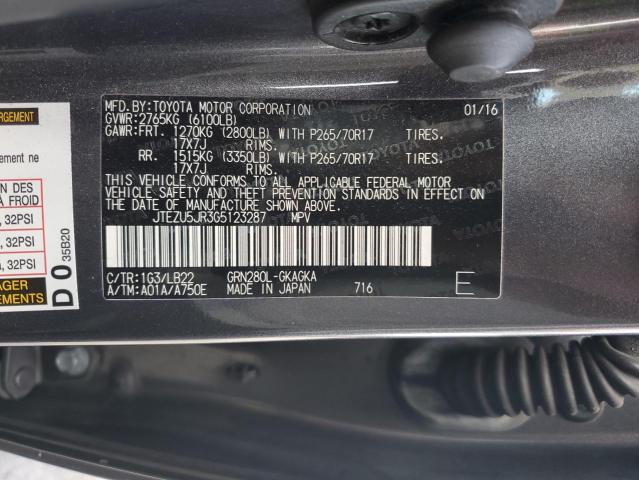 MFD.BY:TOYOTA MOTOR CORPORATION 01/16
GVWR:2765KG (6100LB)
GAWR:FRT. 1270KG (2800LB) WITH P265/70R17 TIRES.
17X7J RIMS.
RR. 1515KG (3350LB) WITH P265/70R17 TIRES.
17X7J RIMS.
THIS VEHICLE CONFORMS TO ALL APPLICABLE FEDERAL MOTOR
VEHICLE SAFETY AND THEFT PREVENTION STANDARDS IN EFFECT ON
THE DATE OF MANUFACTURE SHOWN ABOVE.
JTEZU5JR3G5123287 MPV
C/TR:1G3/LB22 GRN280L-GKAGKA
A/TM:A01A/A750E MADE IN JAPAN 716 E
ARGEMENT
ment ne
ON DES
À FROID
, 32PSI
, 32PSI
a, 32PSI
AGER
EMENTS
D 0 35B20